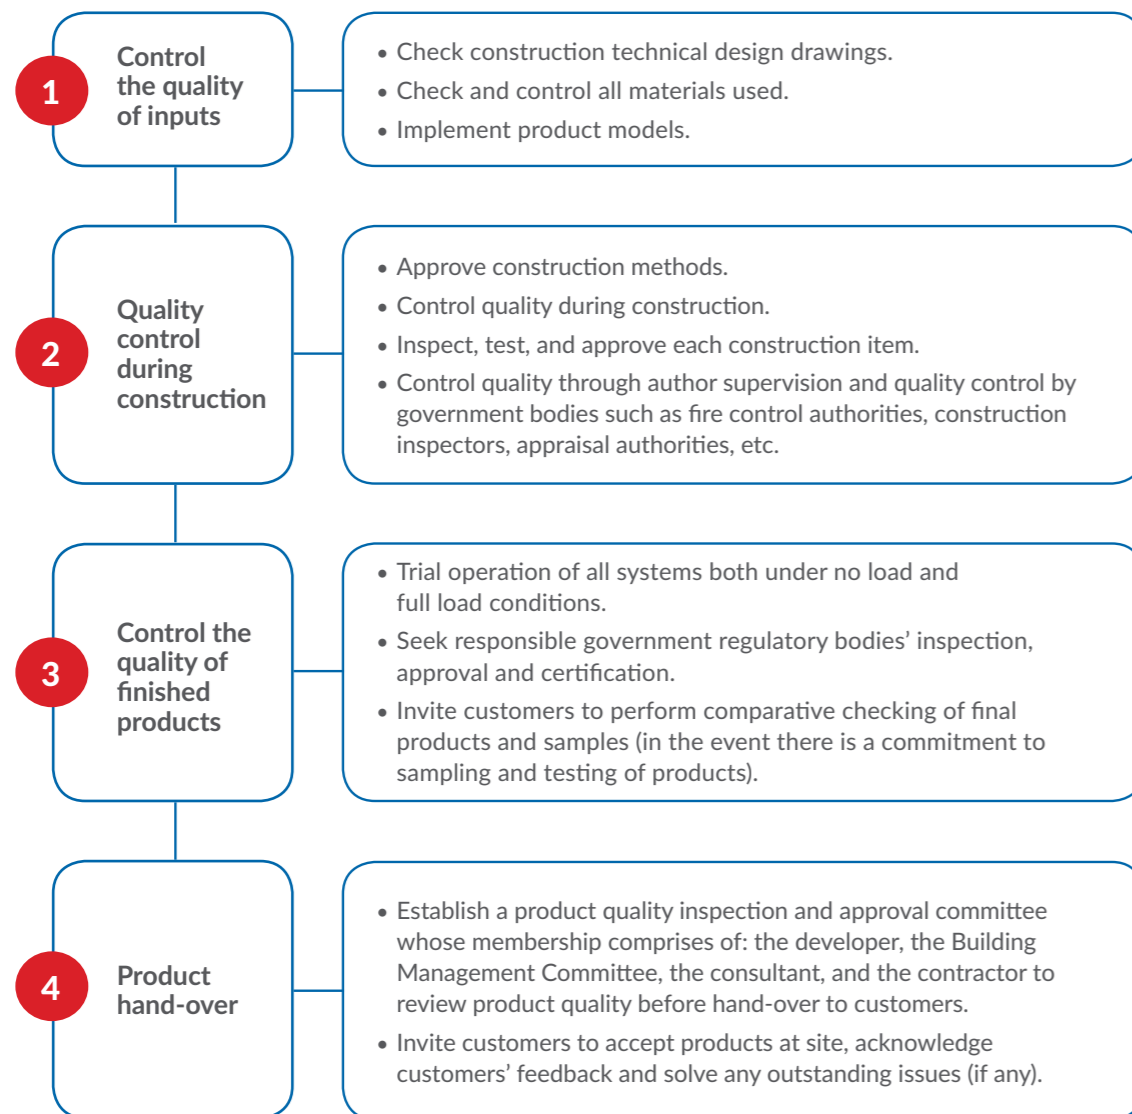 1
Control
the quality
of inputs
• Check construction technical design drawings.
• Check and control all materials used.
• Implement product models.
2
Quality
control
during
construction
• Approve construction methods.
• Control quality during construction.
• Inspect, test, and approve each construction item.
• Control quality through author supervision and quality control by
government bodies such as fire control authorities, construction
inspectors, appraisal authorities, etc.
3
Control the
quality of
finished
products
• Trial operation of all systems both under no load and
full load conditions.
• Seek responsible government regulatory bodies’ inspection,
approval and certification.
• Invite customers to perform comparative checking of final
products and samples (in the event there is a commitment to
sampling and testing of products).
4
Product
hand-over
• Establish a product quality inspection and approval committee
whose membership comprises of: the developer, the Building
Management Committee, the consultant, and the contractor to
review product quality before hand-over to customers.
• Invite customers to accept products at site, acknowledge
customers’ feedback and solve any outstanding issues (if any).